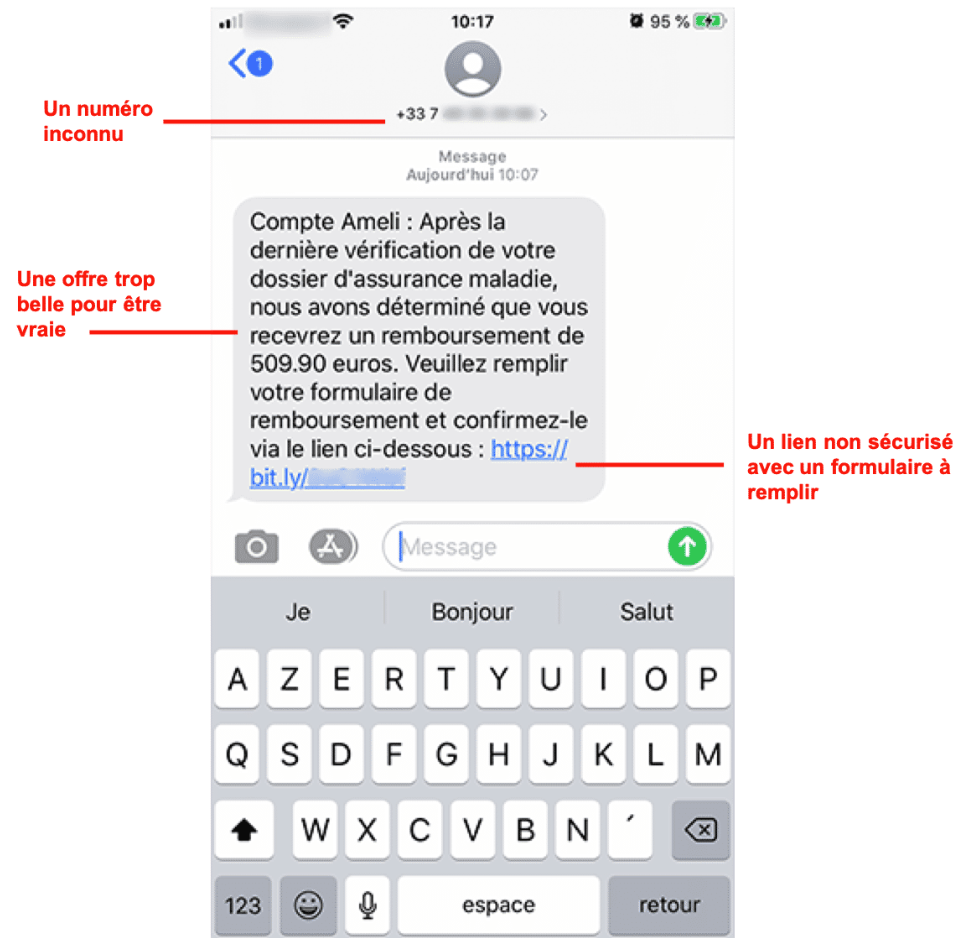 10:17
95 %
1
+33 7
Un numéro
inconnu
Message
Aujourd'hui 10:07
Compte Ameli : Après la
dernière vérification de votre
dossier d'assurance maladie,
nous avons déterminé que vous
recevrez un remboursement de
509.90 euros. Veuillez remplir
votre formulaire de
remboursement et confirmez-le
via le lien ci-dessous : https://
bit.ly/
Une offre trop
belle pour être
vraie
Un lien non sécurisé
avec un formulaire à
remplir
Message
Je Bonjour Salut
A Z E R T Y U I O P
Q S D F G H J K L M
W X C V B N ´
123 espace retour